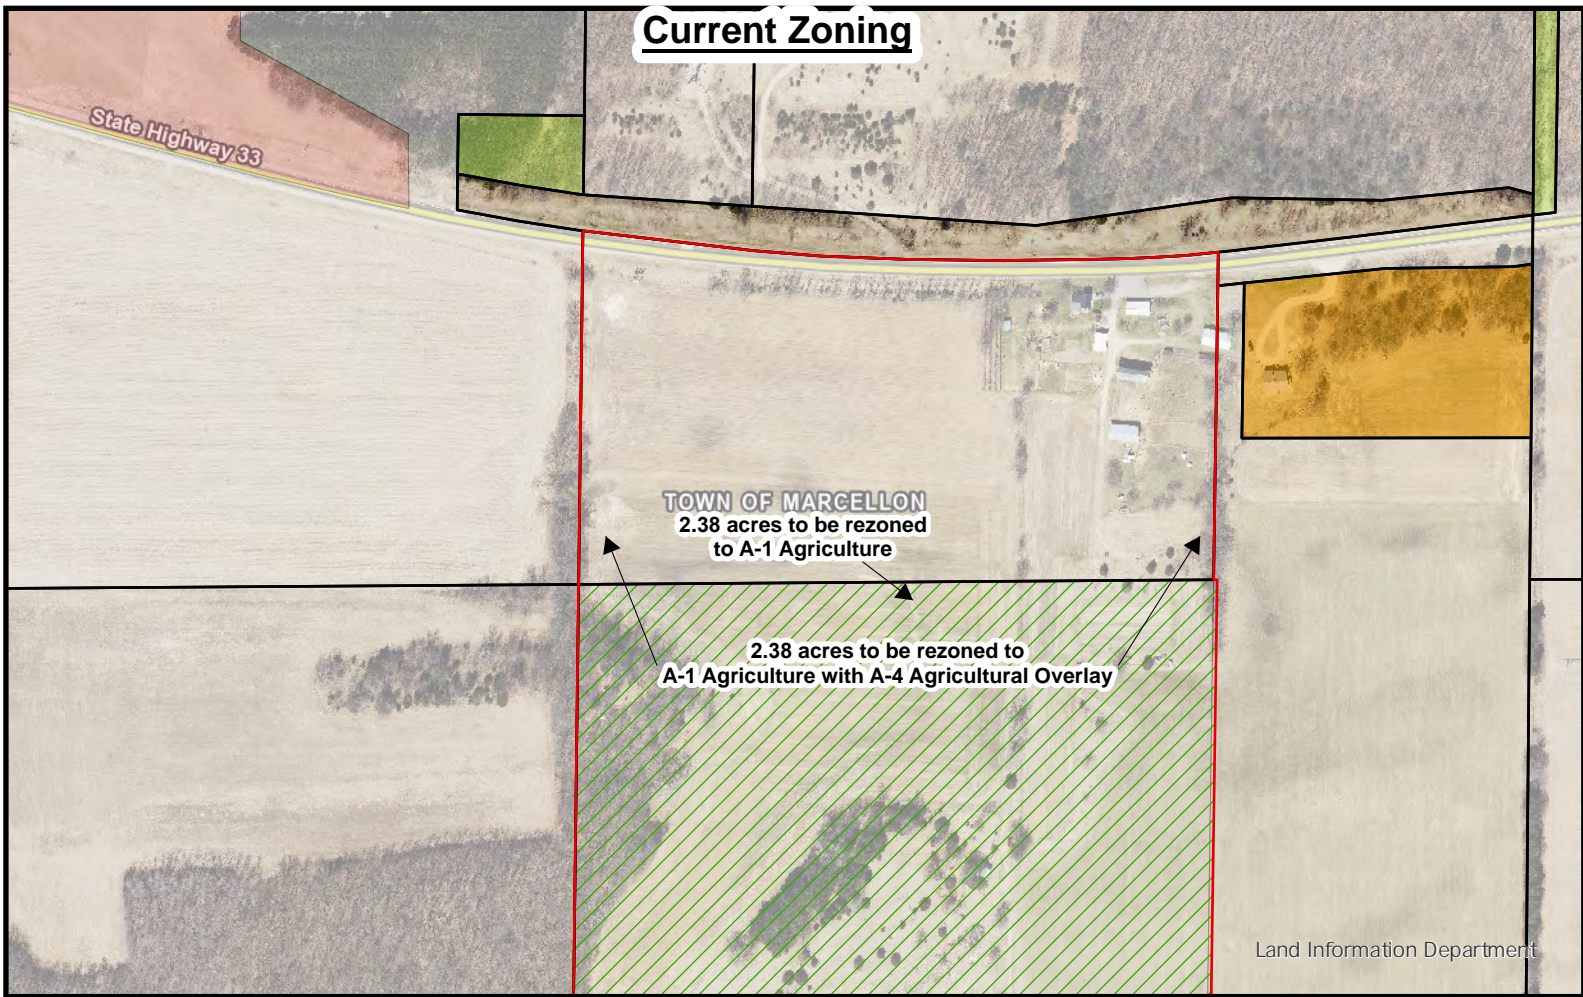 Current Zoning
State Highway 33
TOWN OF MARCELLON
2.38 acres to be rezoned
to A-1 Agriculture
2.38 acres to be rezoned to
A-1 Agriculture with A-4 Agricultural Overlay
Land Information Department